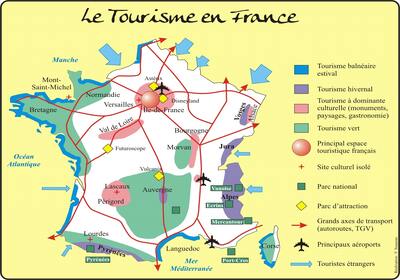 Le Tourisme en France
Manche
Mont-
Saint-Michel
Bretagne
Normandie
Versailles
Astérix
Disneyland
Île-de-France
Vosges
Alsace
Val de Loire
Futuroscope
Bourgogne
Morvan
Jura
Océan
Atlantique
Vulcania
Auvergne
Lascaux
Périgord
Vanoise
Alpes
Ecrins
Mercantour
Lourdes
Pyrénées
Pyrénées
Languedoc
Port-Cros
Mer
Méditerranée
Corse
Tourisme balnéaire
estival
Tourisme hivernal
Tourisme à dominante
culturelle (monuments,
paysages, gastronomie)
Tourisme vert
Principal espace
touristique français
Site culturel isolé
Parc national
Parc d'attraction
Grands axes de transport
(autoroutes, TGV)
Principaux aéroports
Touristes étrangers